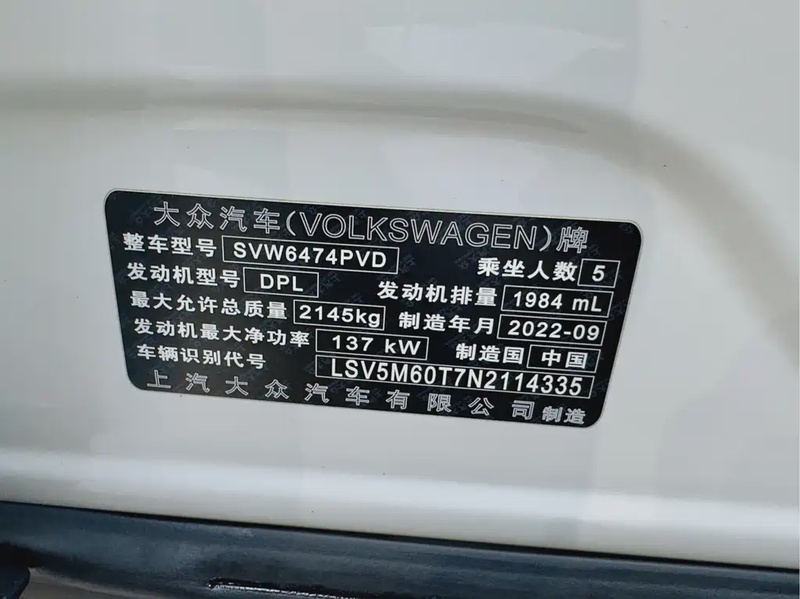 大众汽车(VOLKSWAGEN)牌
整车型号 SVW6474PVD 乘坐人数 5
发动机型号 DPL 发动机排量 1984 mL
最大允许总质量 2145kg 制造年月 2022-09
发动机最大净功率 137 kW 制造国 中国
车辆识别代号 LSV5M60T7N2114335
上汽大众汽车有限公司 制造